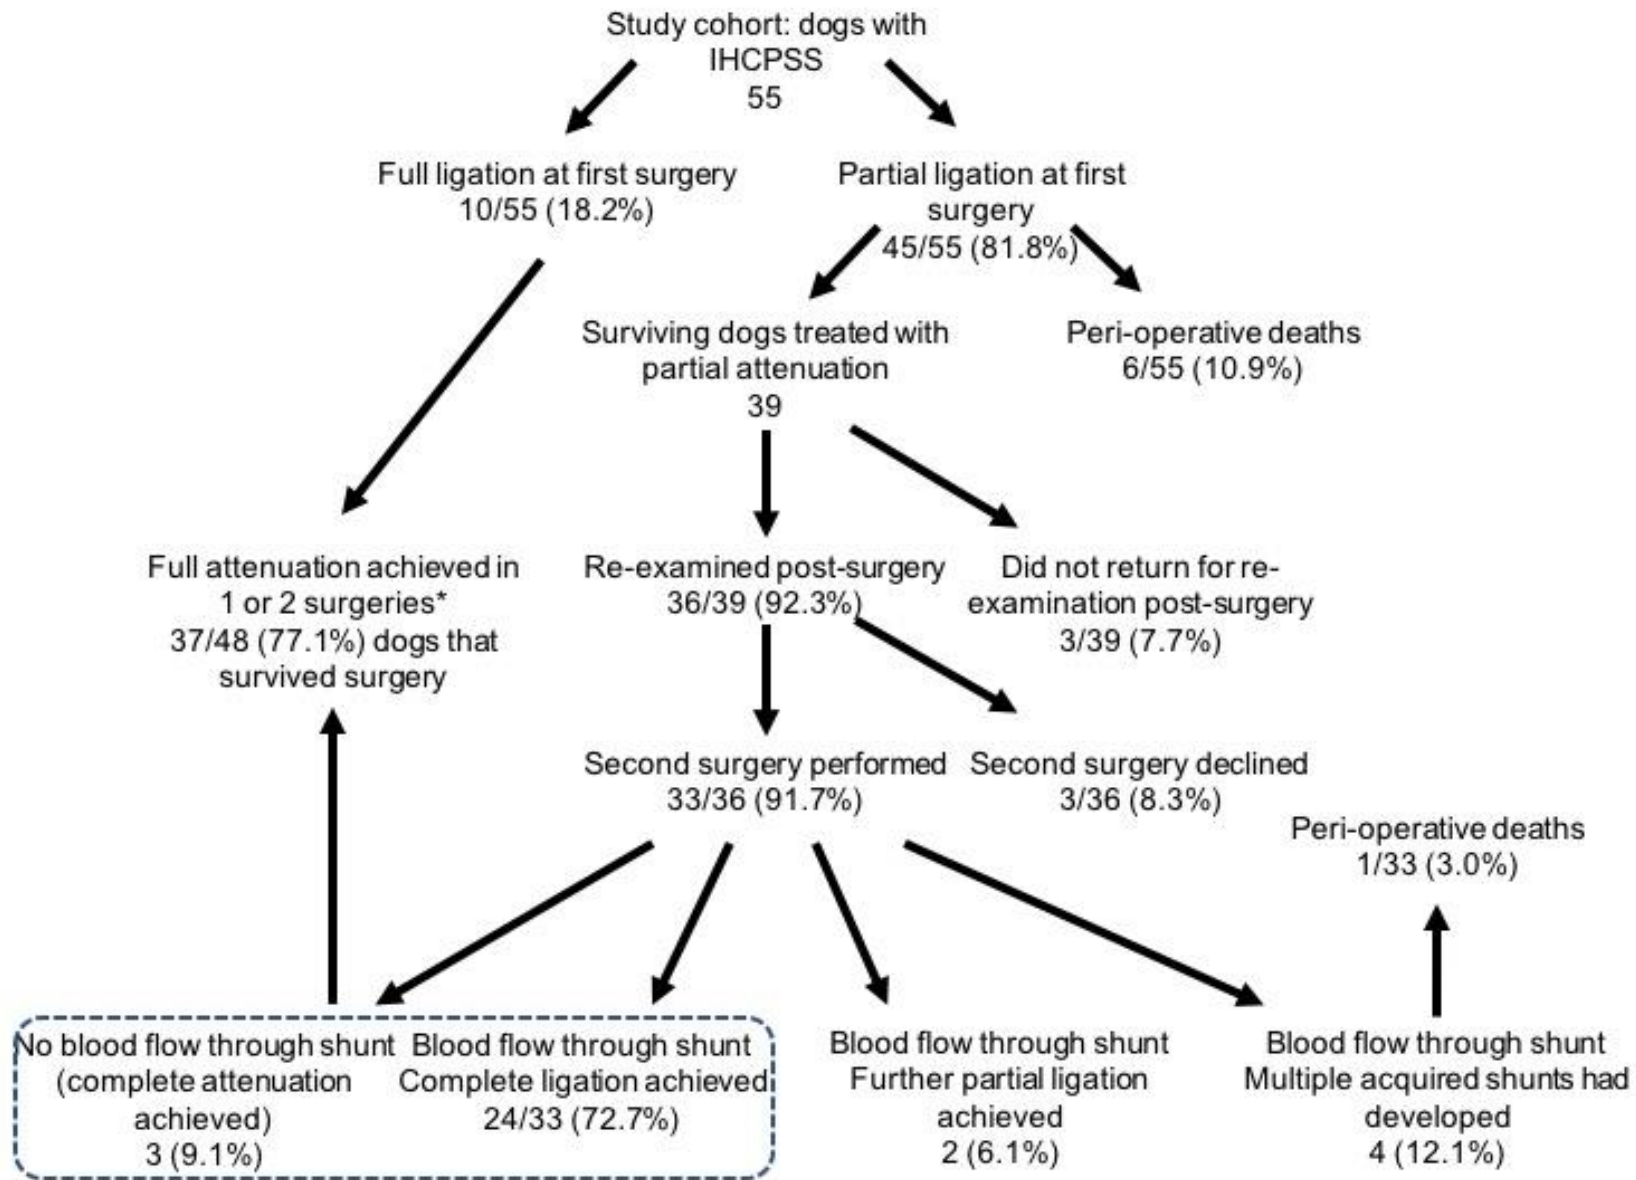 Study cohort: dogs with
IHCPSS
55
Full ligation at first surgery
10/55 (18.2%)
Partial ligation at first
surgery
45/55 (81.8%)
Surviving dogs treated with
partial attenuation
39
Peri-operative deaths
6/55 (10.9%)
Full attenuation achieved in
1 or 2 surgeries*
37/48 (77.1%) dogs that
survived surgery
Re-examined post-surgery
36/39 (92.3%)
Did not return for re-
examination post-surgery
3/39 (7.7%)
Second surgery performed
33/36 (91.7%)
Second surgery declined
3/36 (8.3%)
Peri-operative deaths
1/33 (3.0%)
No blood flow through shunt
(complete attenuation
achieved)
3 (9.1%)
Blood flow through shunt
Complete ligation achieved
24/33 (72.7%)
Blood flow through shunt
Further partial ligation
achieved
2 (6.1%)
Blood flow through shunt
Multiple acquired shunts had
developed
4 (12.1%)